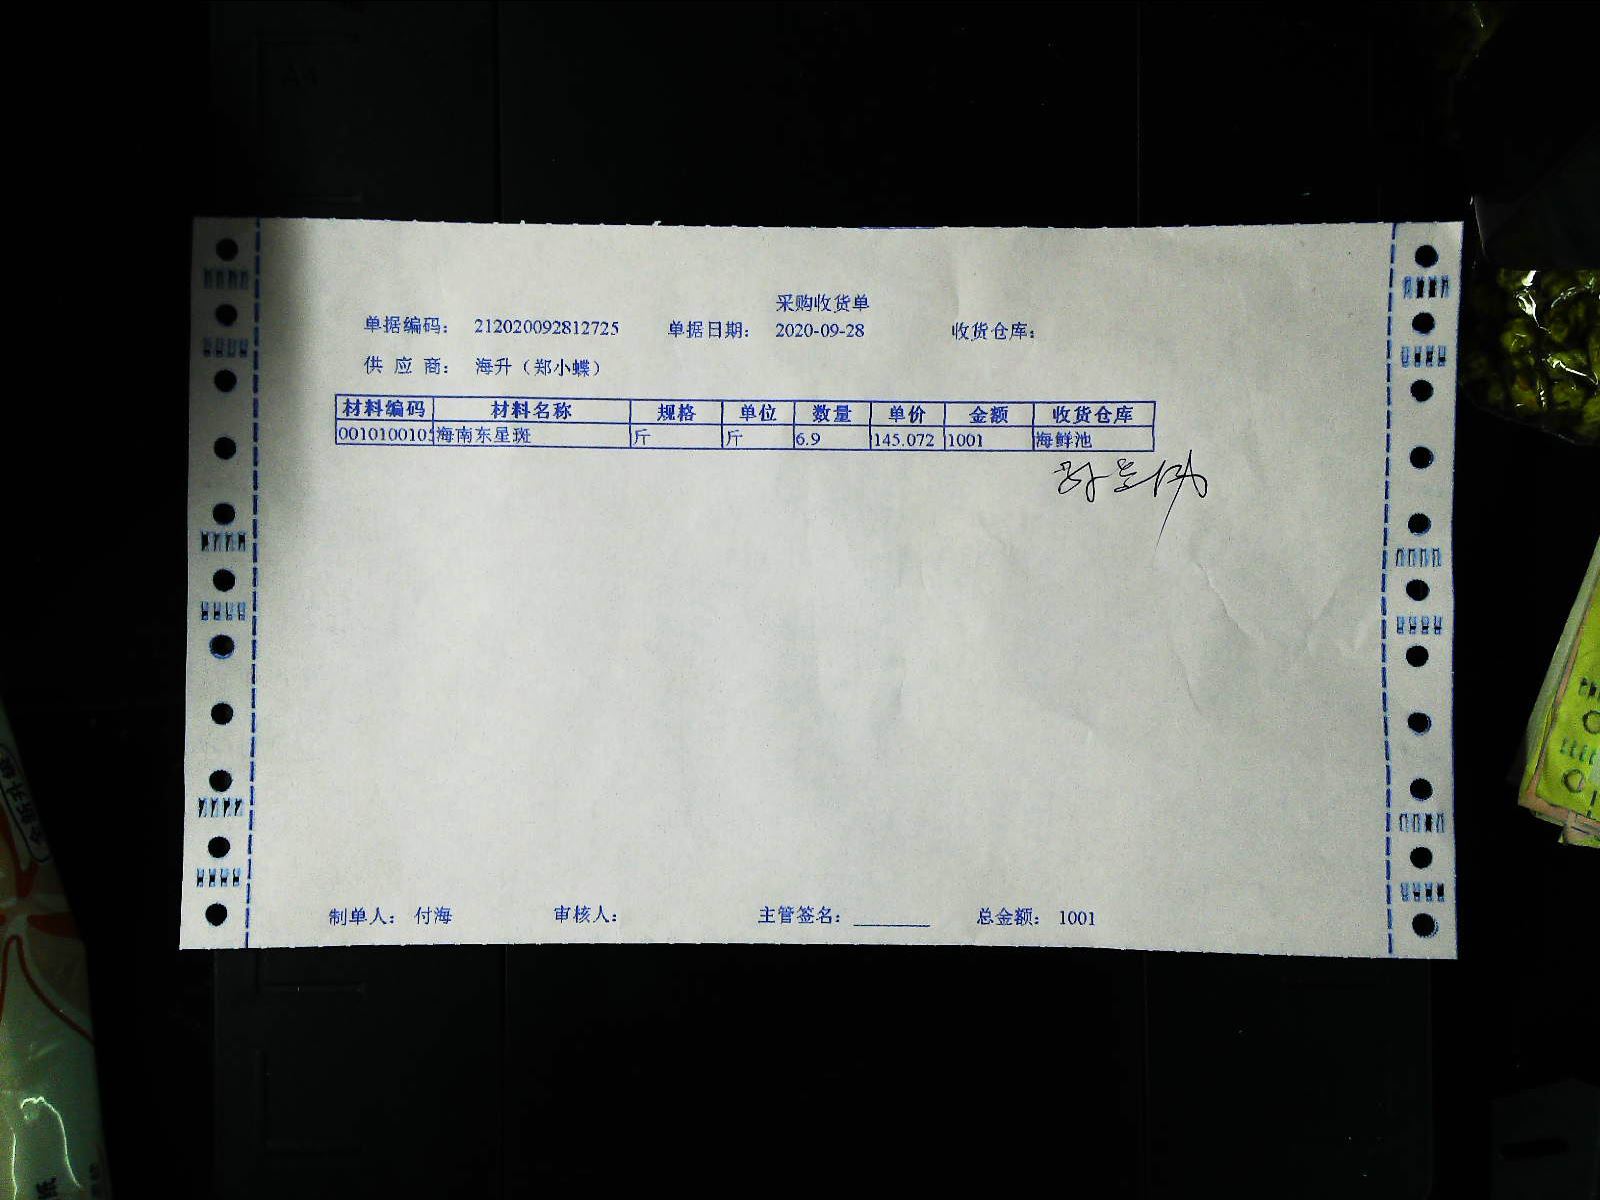 采购收货单
单据编码： 212020092812725 单据日期： 2020-09-28 收货仓库：
供 应 商： 海升（郑小蝶）
材料编码 材料名称 规格 单位 数量 单价 金额 收货仓库
0010100105 海南东星斑 斤 斤 6.9 145.072 1001 海鲜池
制单人： 付海 审核人： 主管签名： 总金额： 1001